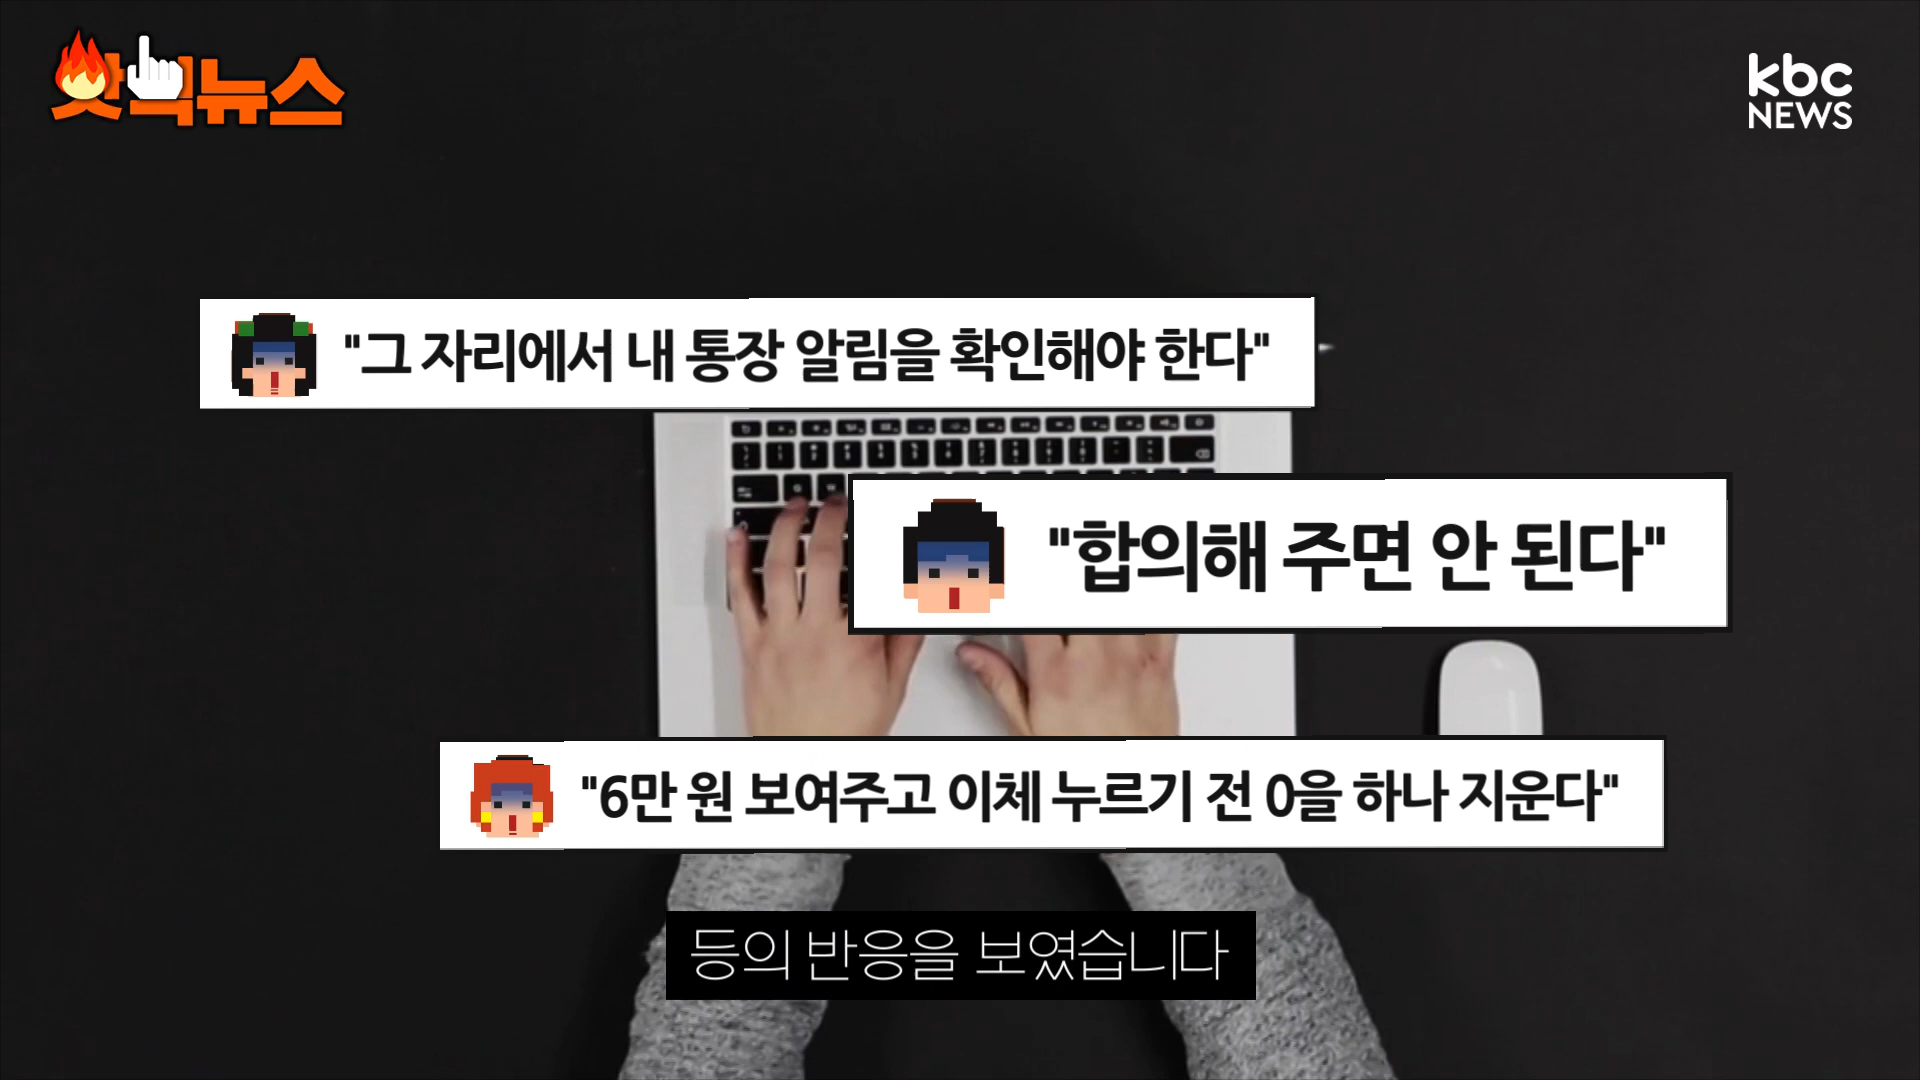 핫픽뉴스
kbc
NEWS
"그 자리에서 내 통장 알림을 확인해야 한다"
"합의해 주면 안 된다"
"6만 원 보여주고 이체 누르기 전 0을 하나 지운다"
등의 반응을 보였습니다